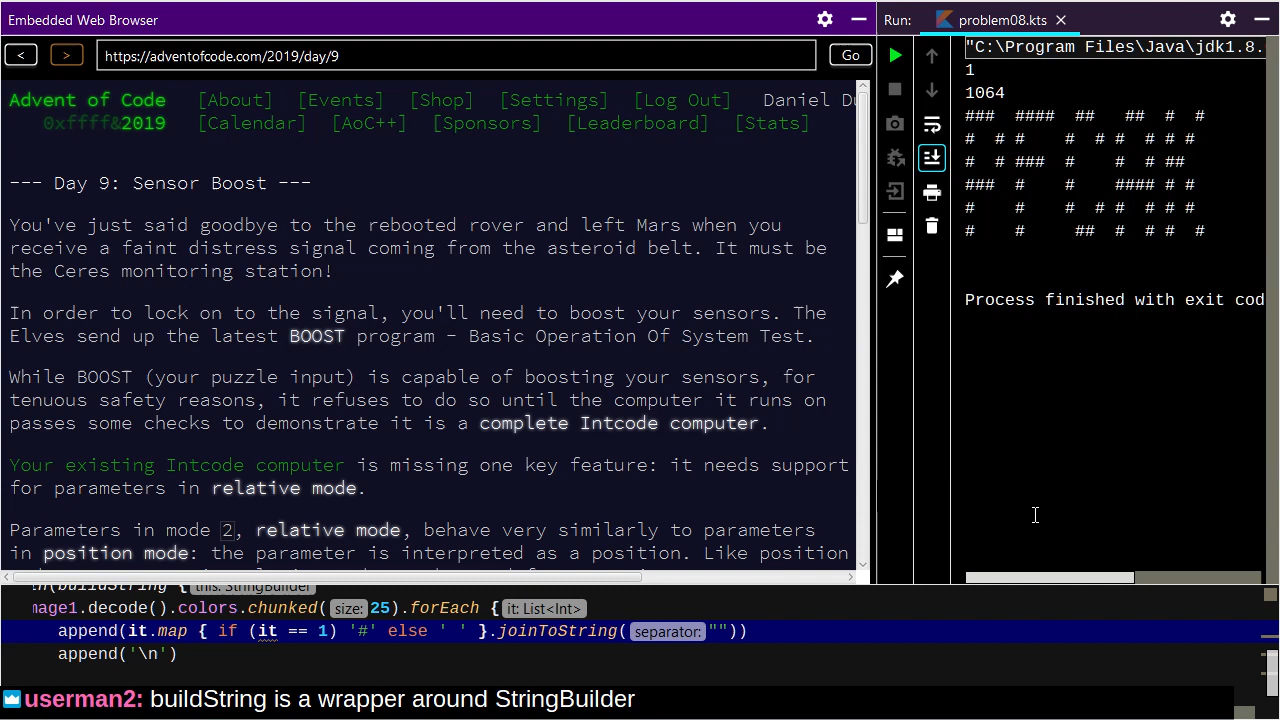 Embedded Web Browser
< > https://adventofcode.com/2019/day/9 Go
Advent of Code [About] [Events] [Shop] [Settings] [Log Out] Daniel
0xffff&2019 [Calendar] [AoC++] [Sponsors] [Leaderboard] [Stats]
--- Day 9: Sensor Boost ---
You've just said goodbye to the rebooted rover and left Mars when you
receive a faint distress signal coming from the asteroid belt. It must be
the Ceres monitoring station!
In order to lock on to the signal, you'll need to boost your sensors. The
Elves send up the latest BOOST program - Basic Operation Of System Test.
While BOOST (your puzzle input) is capable of boosting your sensors, for
tenuous safety reasons, it refuses to do so until the computer it runs on
passes some checks to demonstrate it is a complete Intcode computer.
Your existing Intcode computer is missing one key feature: it needs support
for parameters in relative mode.
Parameters in mode 2, relative mode, behave very similarly to parameters
in position mode: the parameter is interpreted as a position. Like position
Run: problem08.kts
"C:\Program Files\Java\jdk1.8.
1
1064
###  ####  ##   ##  #  #
#  # #    #  # #  # # #
#  # ###  #    #  # ##
###  #    #    #### # #
#    #    #  # #  # # #
#    #     ##  #  # #  #
Process finished with exit cod
(buildString { this: StringBuilder
mage1.decode().colors.chunked( size: 25).forEach { it: List<Int>
append(it.map { if (it == 1) '#' else ' ' }.joinToString( separator: ""))
append('\n')
userman2: buildString is a wrapper around StringBuilder